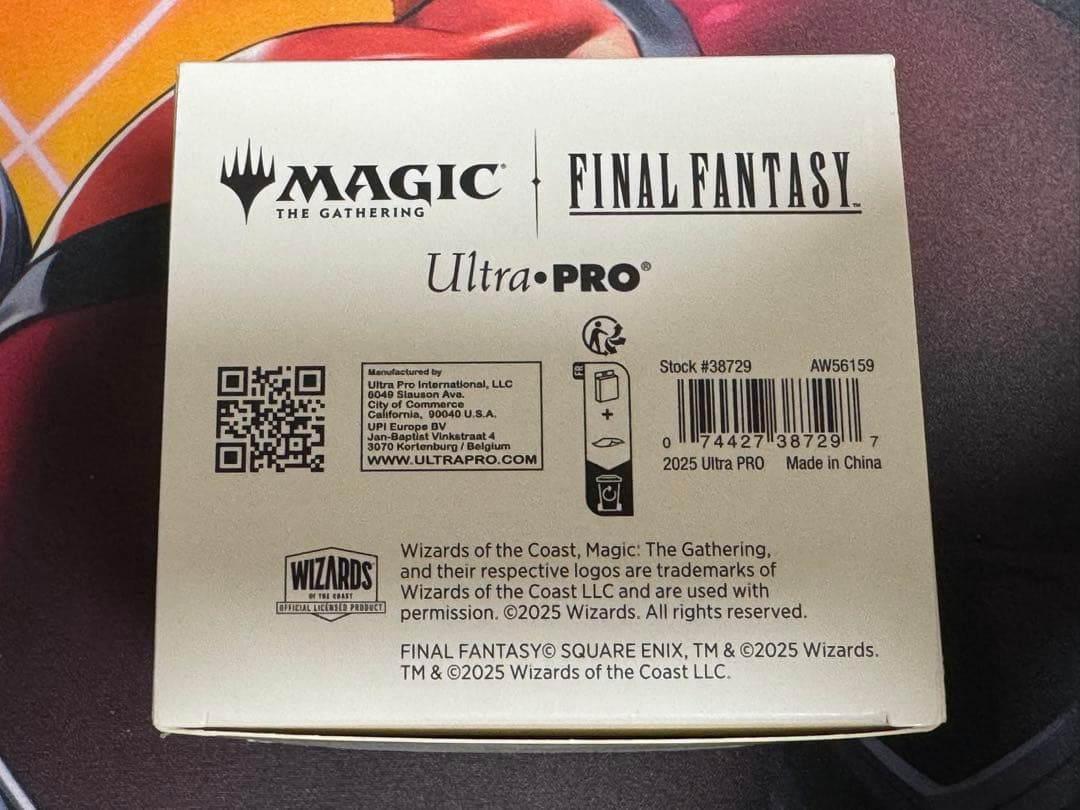 MAGIC®
THE GATHERING
FINAL FANTASY™
Ultra•PRO®
Manufactured by
Ultra Pro International, LLC
6049 Slauson Ave.
City of Commerce
California, 90040 U.S.A.
UPI Europe BV
Jan-Baptist Vinkstraat 4
3070 Kortenburg / Belgium
WWW.ULTRAPRO.COM
FR
+
Stock #38729 AW56159
0 74427 38729 7
2025 Ultra PRO Made in China
WIZARDS
OF THE COAST
OFFICIAL LICENSED PRODUCT
Wizards of the Coast, Magic: The Gathering,
and their respective logos are trademarks of
Wizards of the Coast LLC and are used with
permission. ©2025 Wizards. All rights reserved.
FINAL FANTASY© SQUARE ENIX, TM & ©2025 Wizards.
TM & ©2025 Wizards of the Coast LLC.